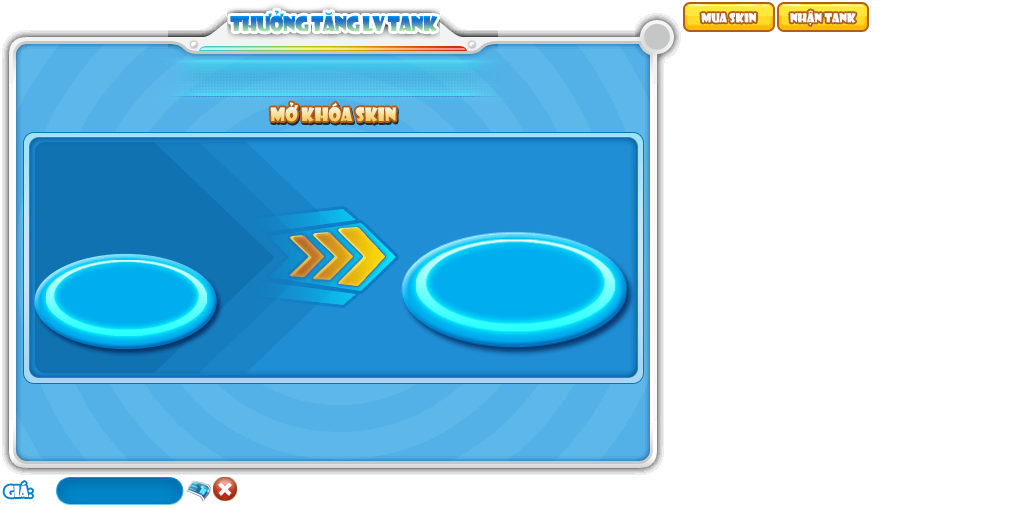 THƯỞNG TĂNG LV TANK
MUA SKIN
NHẬN TANK
MỞ KHÓA SKIN
GIÁ: